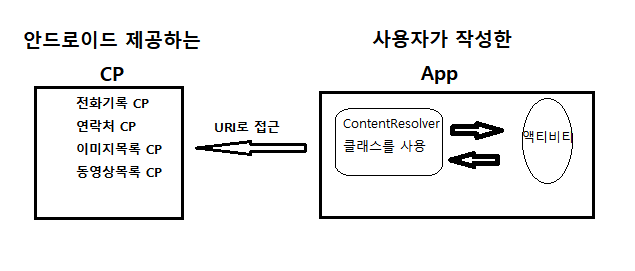 안드로이드 제공하는
CP
전화기록 CP
연락처 CP
이미지목록 CP
동영상목록 CP
URI로 접근
사용자가 작성한
App
ContentResolver
클래스를 사용
액티비티